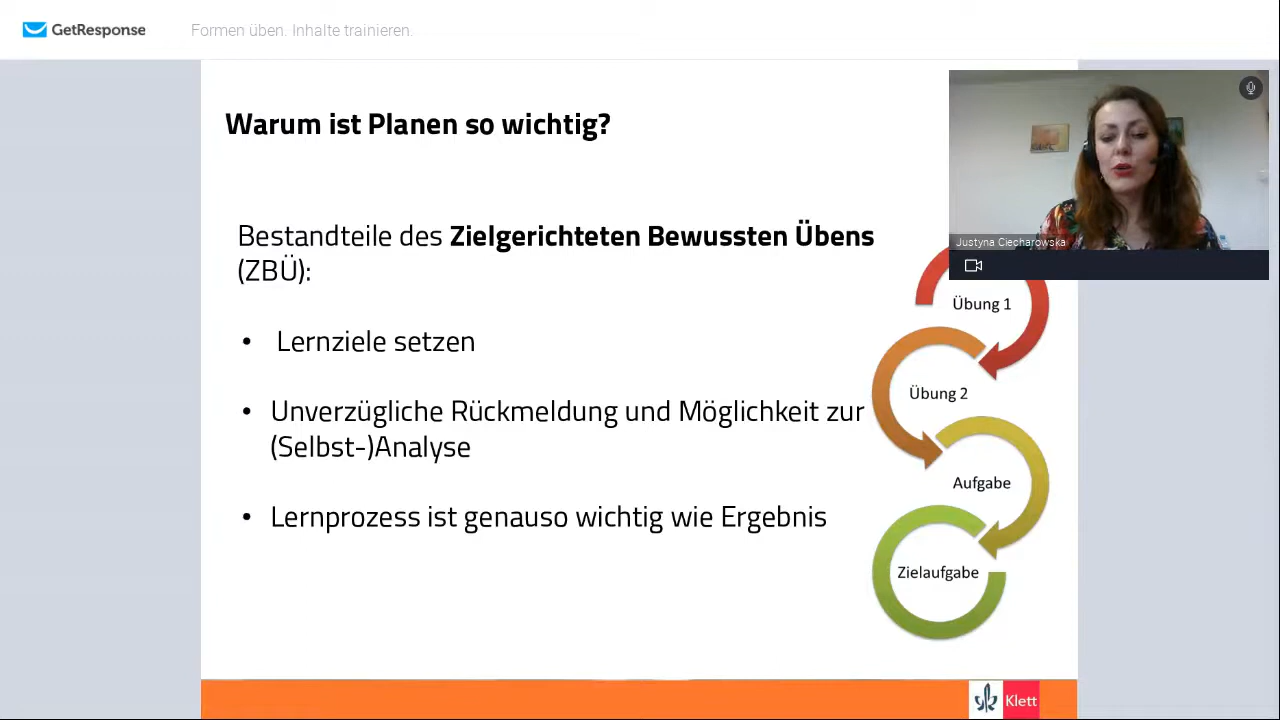 GetResponse
Formen üben. Inhalte trainieren.
Warum ist Planen so wichtig?
Bestandteile des Zielgerichteten Bewussten Übens
(ZBÜ):
• Lernziele setzen
• Unverzügliche Rückmeldung und Möglichkeit zur
(Selbst-)Analyse
• Lernprozess ist genauso wichtig wie Ergebnis
Justyna Ciecharowska
Übung 1
Übung 2
Aufgabe
Zielaufgabe
Klett